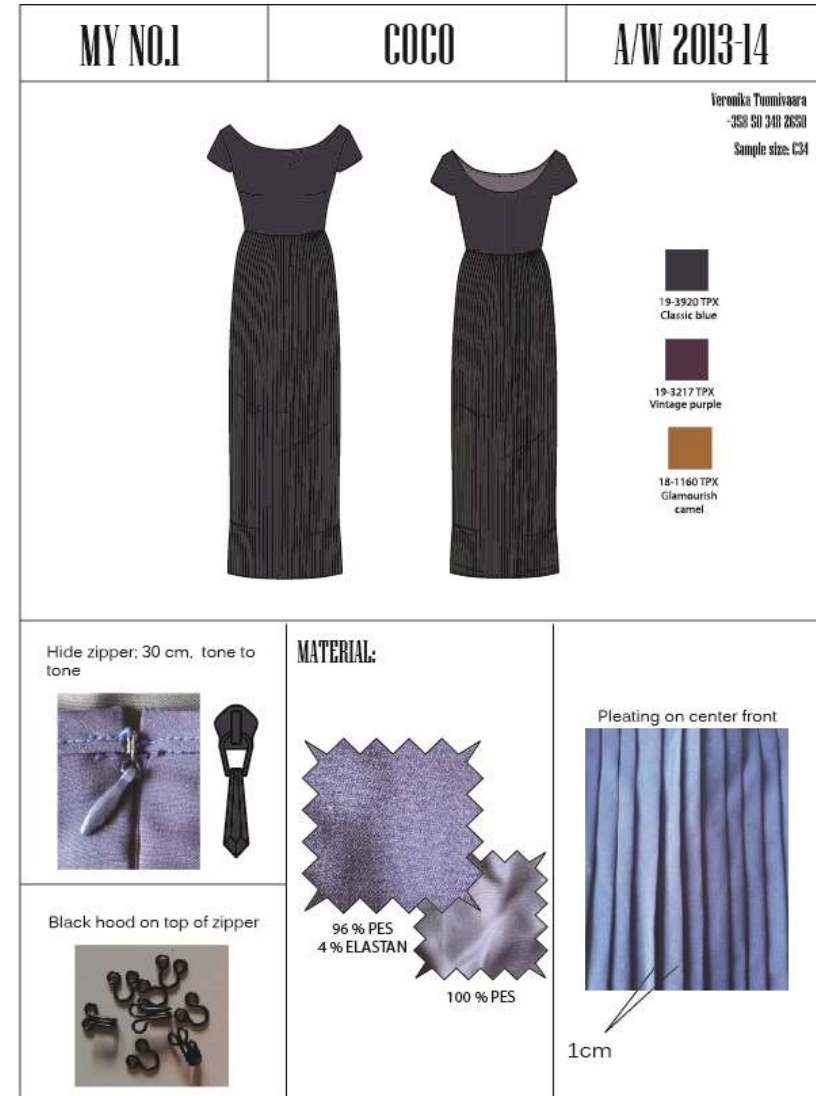 MY NO.1
COCO
A/W 2013-14
Veronika Tuomivaara
+358 50 348 2650
Sample size: C34
19-3920 TPX
Classic blue
19-3217 TPX
Vintage purple
18-1160 TPX
Glamourish
camel
Hide zipper; 30 cm, tone to
tone
MATERIAL:
Pleating on center front
96 % PES
4 % ELASTAN
100 % PES
1cm
Black hood on top of zipper